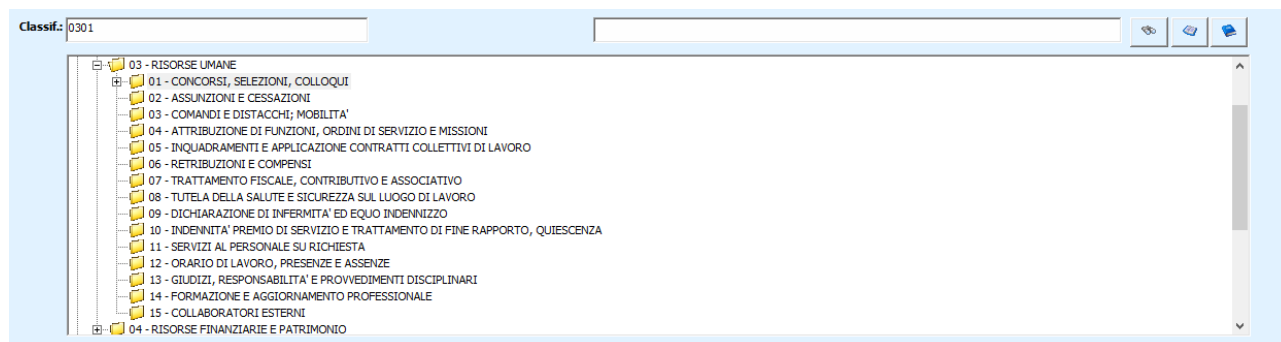 Classif.: 0301
03 - RISORSE UMANE
01 - CONCORSI, SELEZIONI, COLLOQUI
02 - ASSUNZIONI E CESSAZIONI
03 - COMANDI E DISTACCHI; MOBILITA'
04 - ATTRIBUZIONE DI FUNZIONI, ORDINI DI SERVIZIO E MISSIONI
05 - INQUADRAMENTI E APPLICAZIONE CONTRATTI COLLETTIVI DI LAVORO
06 - RETRIBUZIONI E COMPENSI
07 - TRATTAMENTO FISCALE, CONTRIBUTIVO E ASSOCIATIVO
08 - TUTELA DELLA SALUTE E SICUREZZA SUL LUOGO DI LAVORO
09 - DICHIARAZIONE DI INFERMITA' ED EQUO INDENNIZZO
10 - INDENNITA' PREMIO DI SERVIZIO E TRATTAMENTO DI FINE RAPPORTO, QUIESCENZA
11 - SERVIZI AL PERSONALE SU RICHIESTA
12 - ORARIO DI LAVORO, PRESENZE E ASSENZE
13 - GIUDIZI, RESPONSABILITA' E PROVVEDIMENTI DISCIPLINARI
14 - FORMAZIONE E AGGIORNAMENTO PROFESSIONALE
15 - COLLABORATORI ESTERNI
04 - RISORSE FINANZIARIE E PATRIMONIO